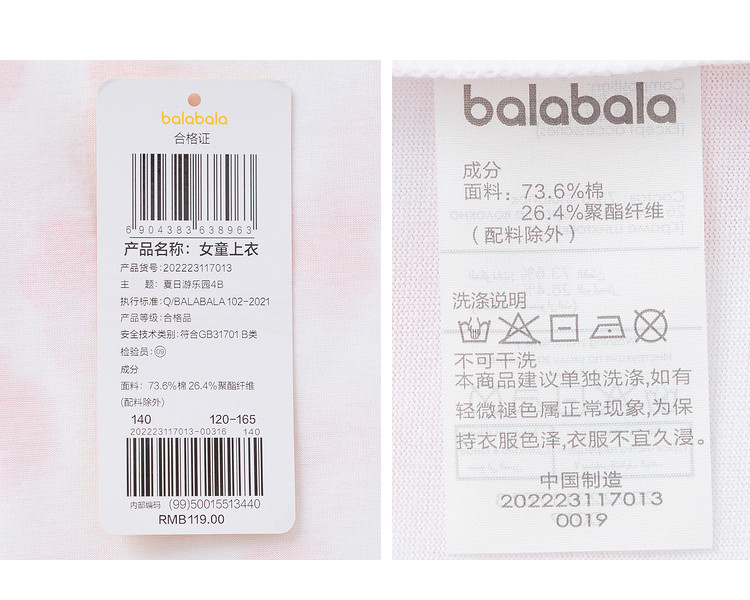 balabala
合格证
6 904383 638963
产品名称：女童上衣
产品货号:202223117013
主　题：夏日游乐园4B
执行标准:Q/BALABALA 102-2021
产品等级:合格品
安全技术类别:符合GB31701 B类
检验员:09
成分
面料：73.6%棉 26.4%聚酯纤维
(配料除外)
140 120-165
202223117013-00316 140
内部编码 (99)50015513440
RMB119.00
balabala
成分
面料：73.6%棉
26.4%聚酯纤维
（配料除外）
洗涤说明
不可干洗
本商品建议单独洗涤,如有
轻微褪色属正常现象,为保
持衣服色泽,衣服不宜久浸。
中国制造
202223117013
0019